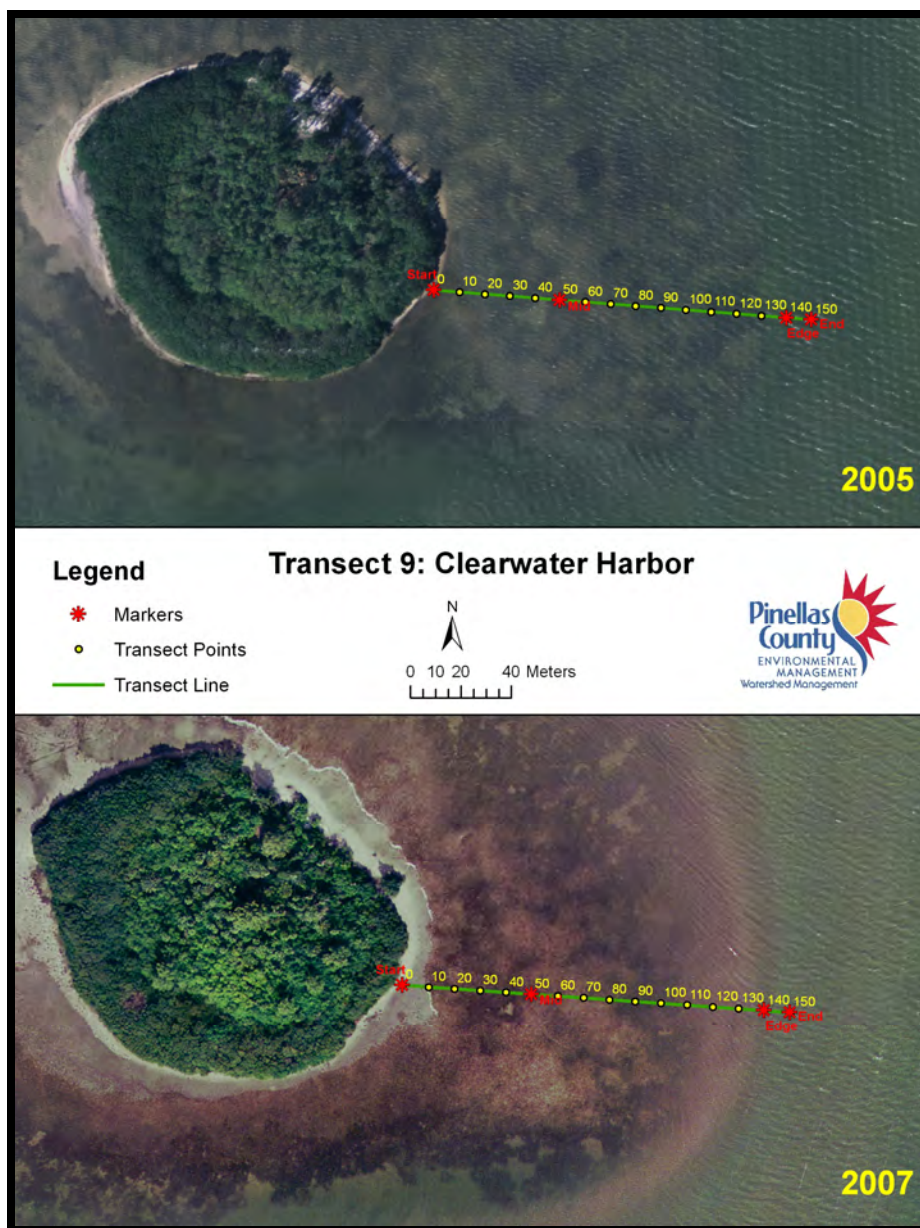 Start 0 10 20 30 40 50 60 70 80 90 100 110 120 130 140 150
Mid Edge End
2005
Legend
Markers
Transect Points
Transect Line
Transect 9: Clearwater Harbor
N
0 10 20 40 Meters
Pinellas
County
ENVIRONMENTAL
MANAGEMENT
Watershed Management
Start 0 10 20 30 40 50 60 70 80 90 100 110 120 130 140 150
Mid Edge End
2007